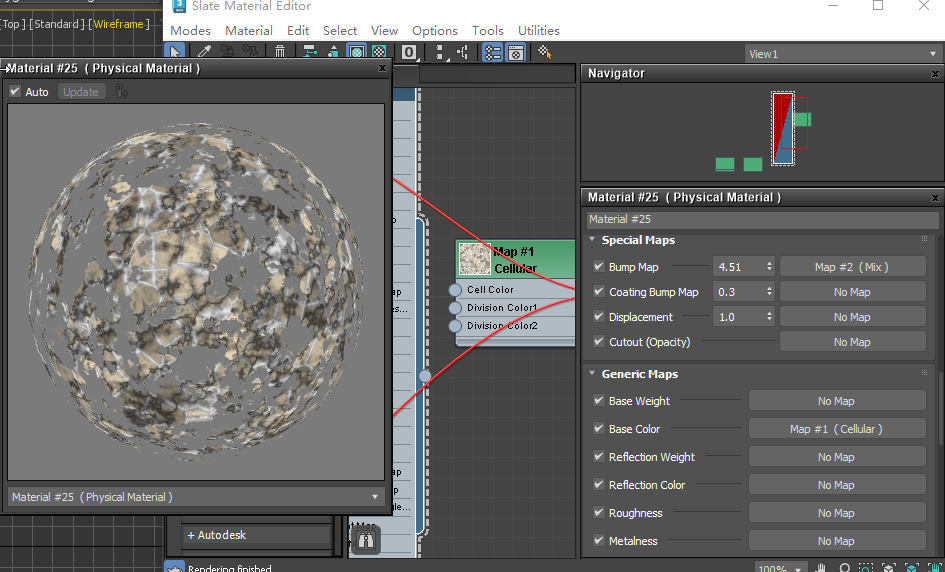 Slate Material Editor
[Top ] [Standard ] [Wireframe ]
Modes Material Edit Select View Options Tools Utilities
0
View1
Material #25 ( Physical Material )
Auto Update
Material #25 ( Physical Material )
+ Autodesk
Rendering finished
Map #1
Cellular
Cell Color
Division Color1
Division Color2
Navigator
Material #25 ( Physical Material )
Material #25
Special Maps
Bump Map 4.51 Map #2 ( Mix )
Coating Bump Map 0.3 No Map
Displacement 1.0 No Map
Cutout (Opacity) No Map
Generic Maps
Base Weight No Map
Base Color Map #1 ( Cellular )
Reflection Weight No Map
Reflection Color No Map
Roughness No Map
Metalness No Map
100%